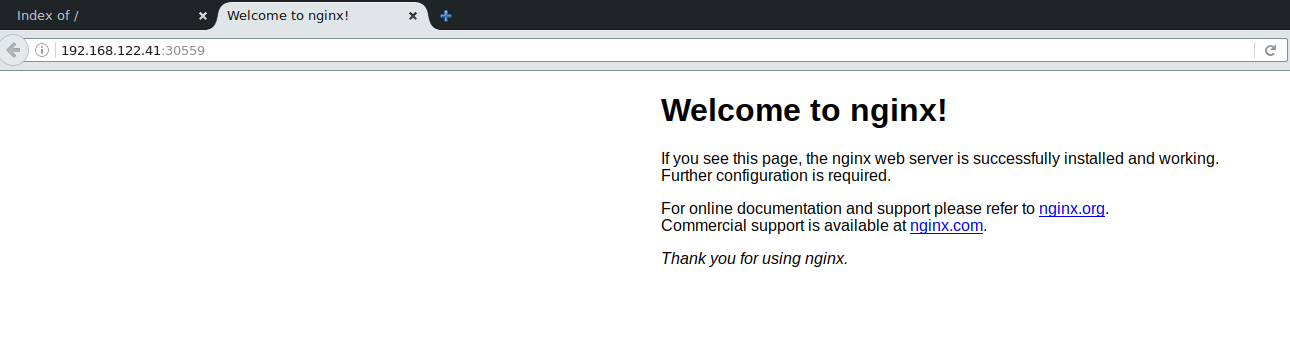 Index of /
Welcome to nginx!
192.168.122.41:30559
Welcome to nginx!
If you see this page, the nginx web server is successfully installed and working.
Further configuration is required.
For online documentation and support please refer to nginx.org.
Commercial support is available at nginx.com.
Thank you for using nginx.